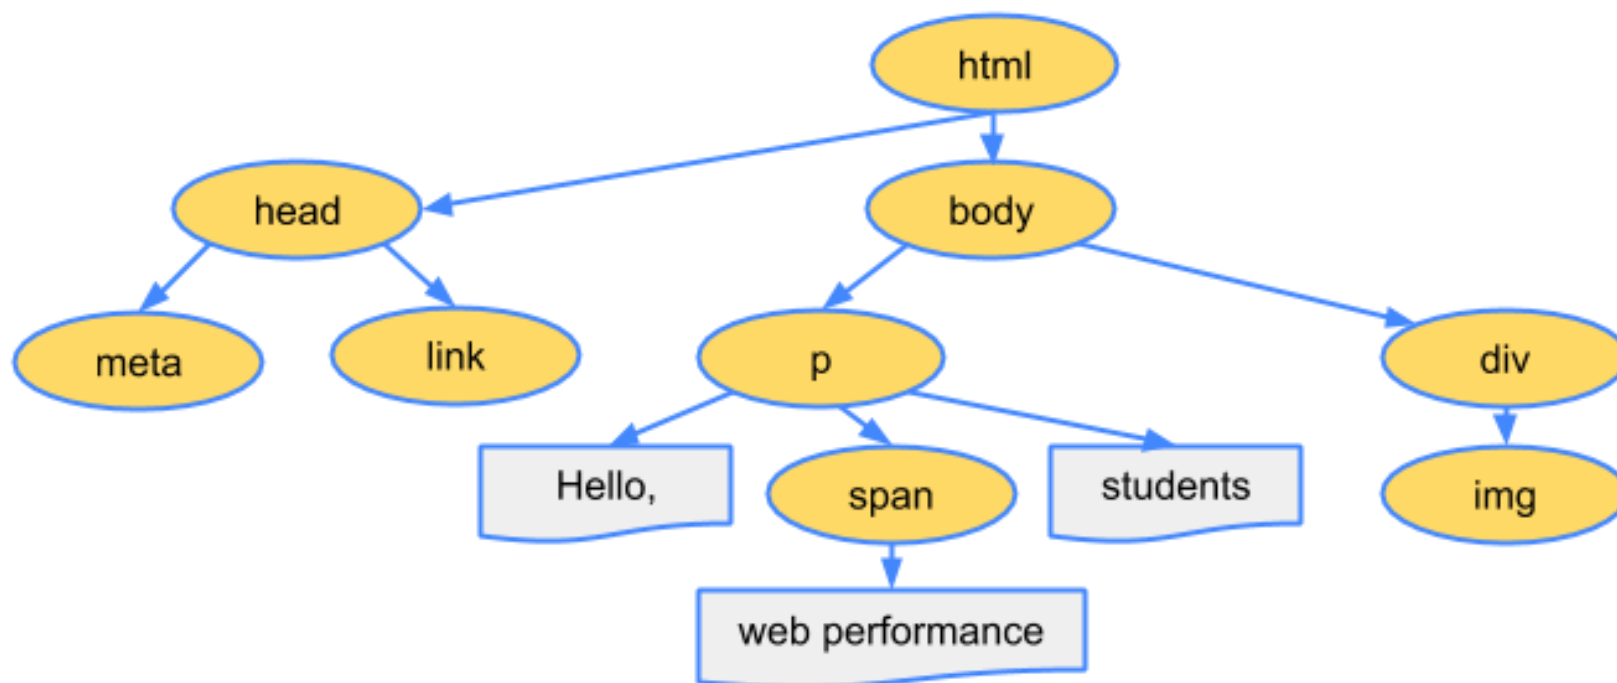 html
head
body
meta
link
p
div
Hello,
span
students
img
web performance